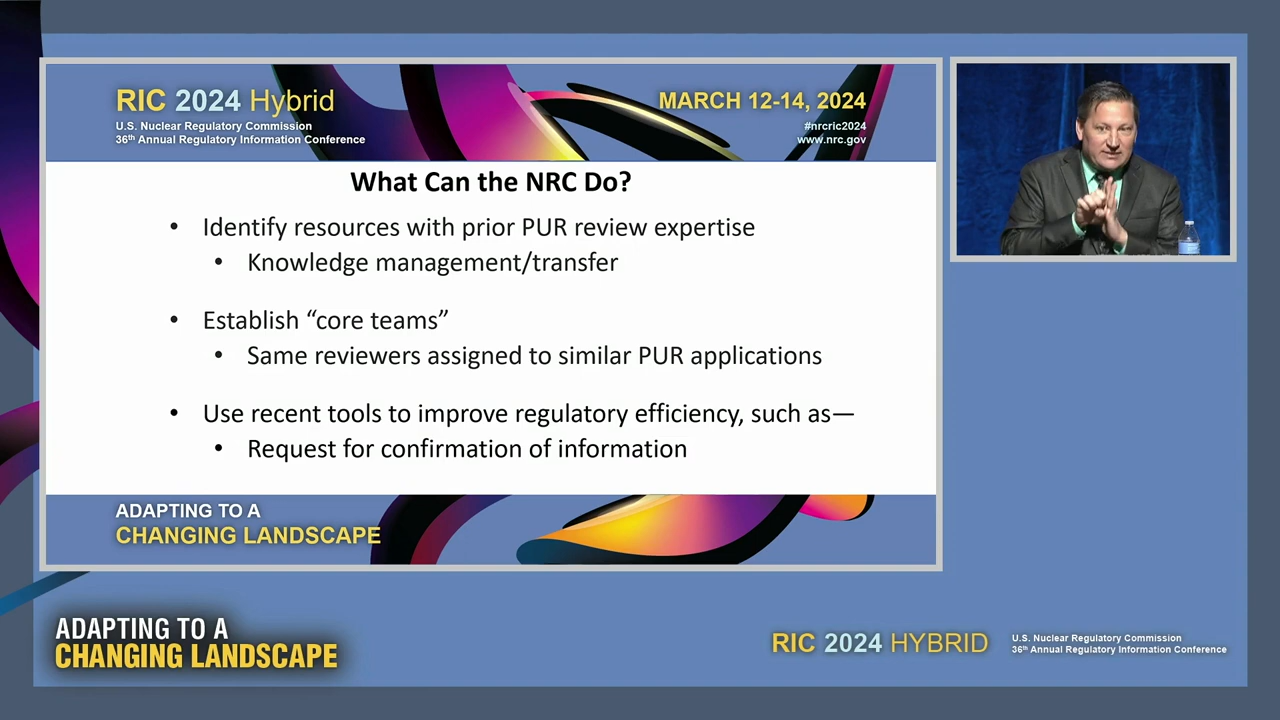 RIC 2024 Hybrid
U.S. Nuclear Regulatory Commission
36th Annual Regulatory Information Conference
MARCH 12-14, 2024
#nrcric2024
www.nrc.gov
What Can the NRC Do?
• Identify resources with prior PUR review expertise
• Knowledge management/transfer
• Establish “core teams”
• Same reviewers assigned to similar PUR applications
• Use recent tools to improve regulatory efficiency, such as—
• Request for confirmation of information
ADAPTING TO A
CHANGING LANDSCAPE
ADAPTING TO A
CHANGING LANDSCAPE
RIC 2024 HYBRID
U.S. Nuclear Regulatory Commission
36th Annual Regulatory Information Conference